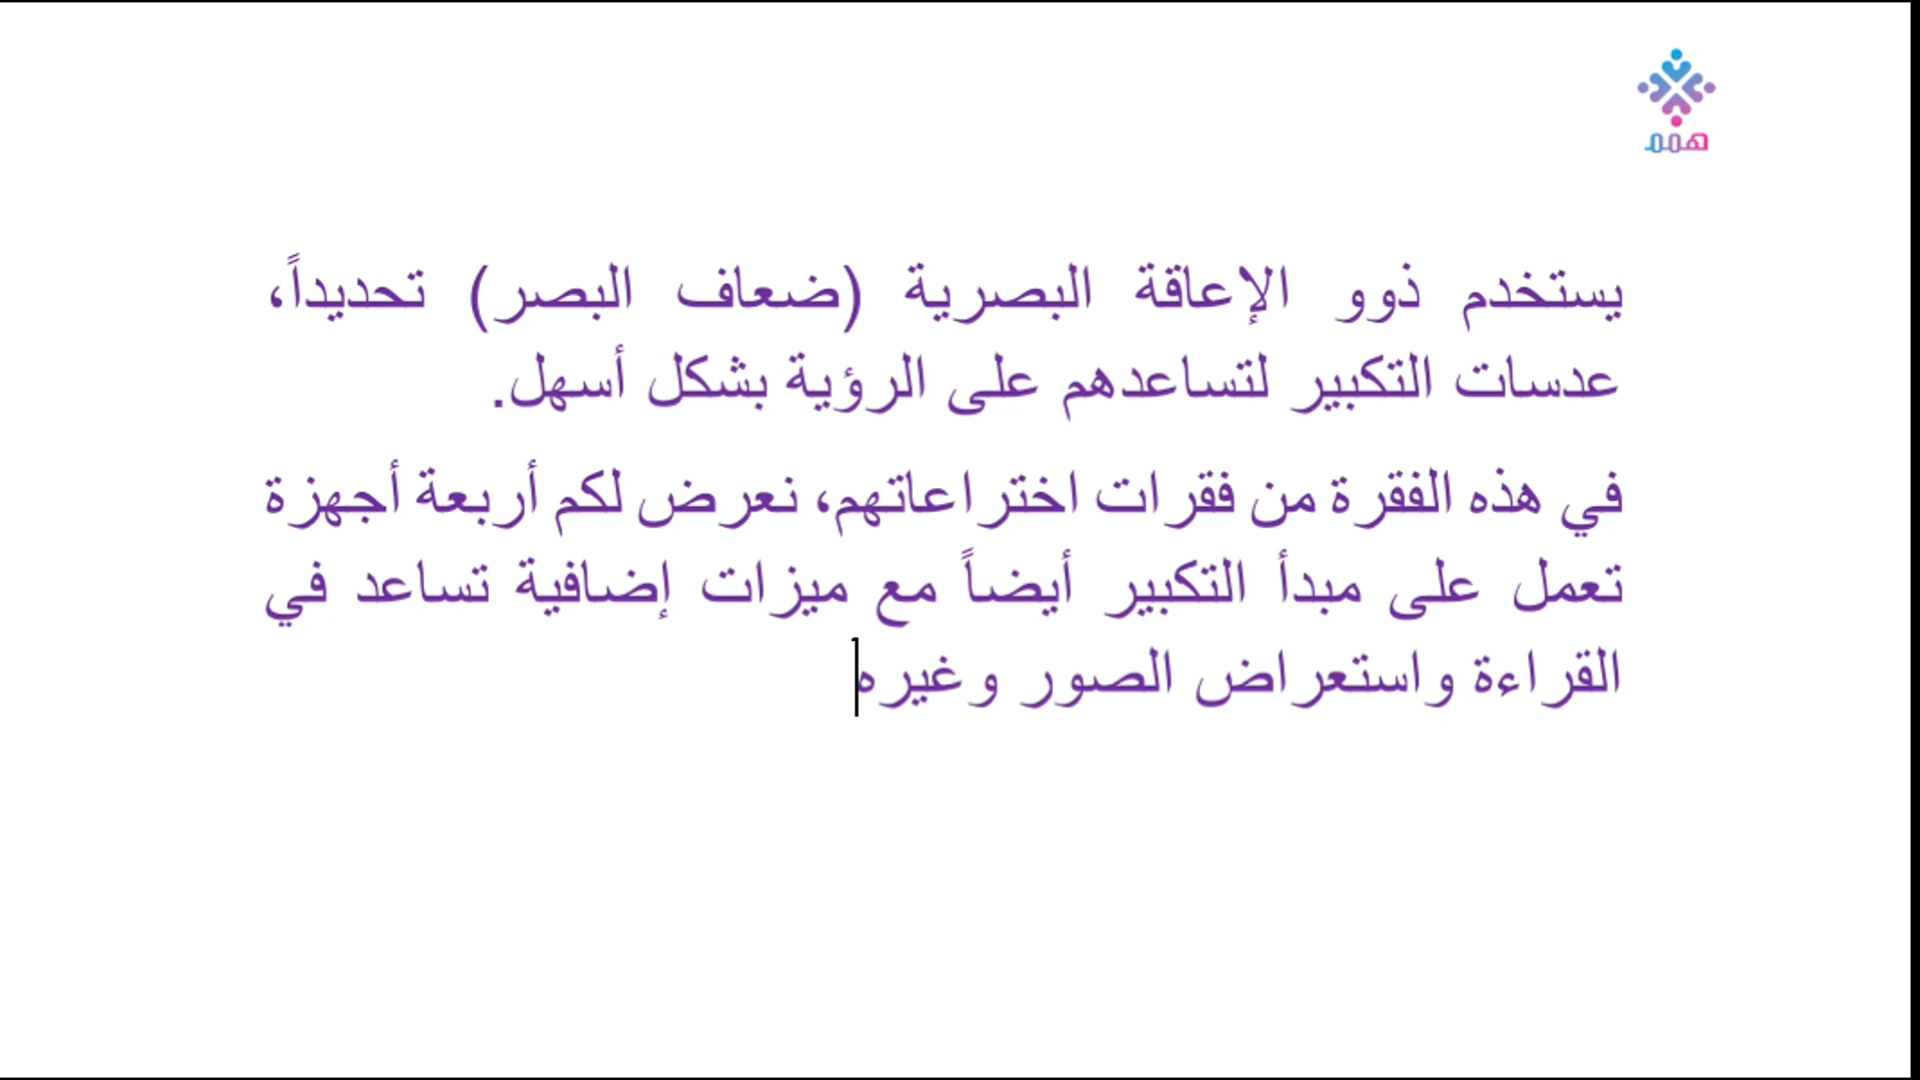 همم
يستخدم ذوو الإعاقة البصرية (ضعاف البصر) تحديداً،
عدسات التكبير لتساعدهم على الرؤية بشكل أسهل.
في هذه الفقرة من فقرات اختراعاتهم، نعرض لكم أربعة أجهزة
تعمل على مبدأ التكبير أيضاً مع ميزات إضافية تساعد في
القراءة واستعراض الصور وغيره